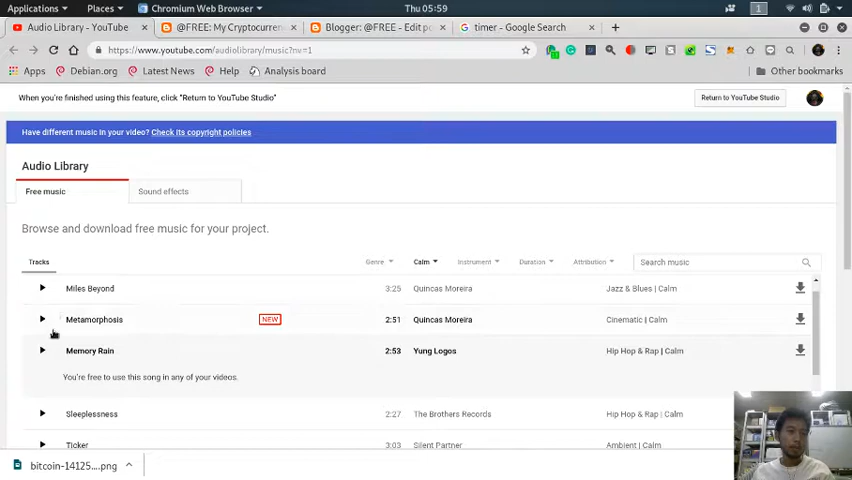 Applications Places Chromium Web Browser Thu 05:59 1
Audio Library - YouTube @FREE: My Cryptocurren Blogger: @FREE - Edit po timer - Google Search
https://www.youtube.com/audiolibrary/music?nv=1
Apps Debian.org Latest News Help Analysis board Other bookmarks
When you're finished using this feature, click "Return to YouTube Studio" Return to YouTube Studio
Have different music in your video? Check its copyright policies
Audio Library
Free music Sound effects
Browse and download free music for your project.
Tracks Genre Calm Instrument Duration Attribution Search music
Miles Beyond 3:25 Quincas Moreira Jazz & Blues | Calm
Metamorphosis NEW 2:51 Quincas Moreira Cinematic | Calm
Memory Rain 2:53 Yung Logos Hip Hop & Rap | Calm
You're free to use this song in any of your videos.
Sleeplessness 2:27 The Brothers Records Hip Hop & Rap | Calm
Ticker 3:03 Silent Partner Ambient | Calm
bitcoin-14125....png